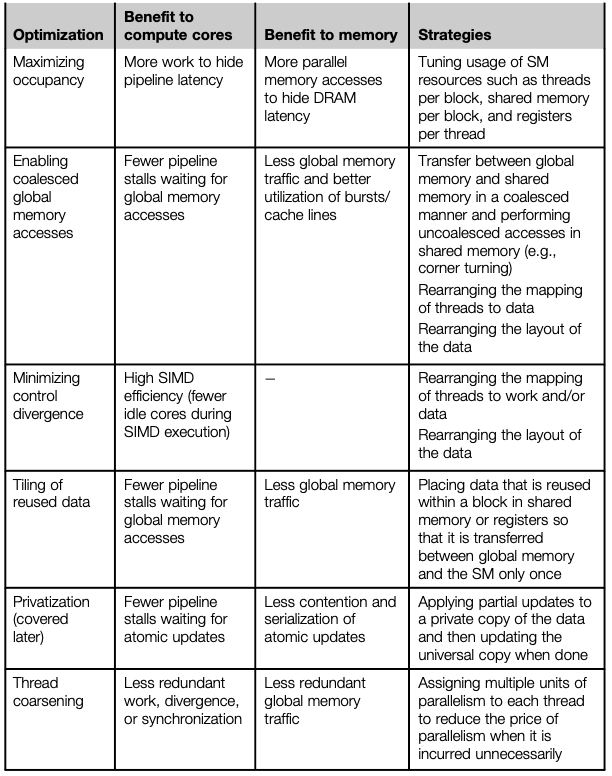 Optimization
Benefit to
compute cores
Benefit to memory
Strategies
Maximizing
occupancy
More work to hide
pipeline latency
More parallel
memory accesses
to hide DRAM
latency
Tuning usage of SM
resources such as threads
per block, shared memory
per block, and registers
per thread
Enabling
coalesced
global
memory
accesses
Fewer pipeline
stalls waiting for
global memory
accesses
Less global memory
traffic and better
utilization of bursts/
cache lines
Transfer between global
memory and shared
memory in a coalesced
manner and performing
uncoalesced accesses in
shared memory (e.g.,
corner turning)
Rearranging the mapping
of threads to data
Rearranging the layout of
the data
Minimizing
control
divergence
High SIMD
efficiency (fewer
idle cores during
SIMD execution)
—
Rearranging the mapping
of threads to work and/or
data
Rearranging the layout of
the data
Tiling of
reused data
Fewer pipeline
stalls waiting for
global memory
accesses
Less global memory
traffic
Placing data that is reused
within a block in shared
memory or registers so
that it is transferred
between global memory
and the SM only once
Privatization
(covered
later)
Fewer pipeline
stalls waiting for
atomic updates
Less contention and
serialization of
atomic updates
Applying partial updates to
a private copy of the data
and then updating the
universal copy when done
Thread
coarsening
Less redundant
work, divergence,
or synchronization
Less redundant
global memory
traffic
Assigning multiple units of
parallelism to each thread
to reduce the price of
parallelism when it is
incurred unnecessarily